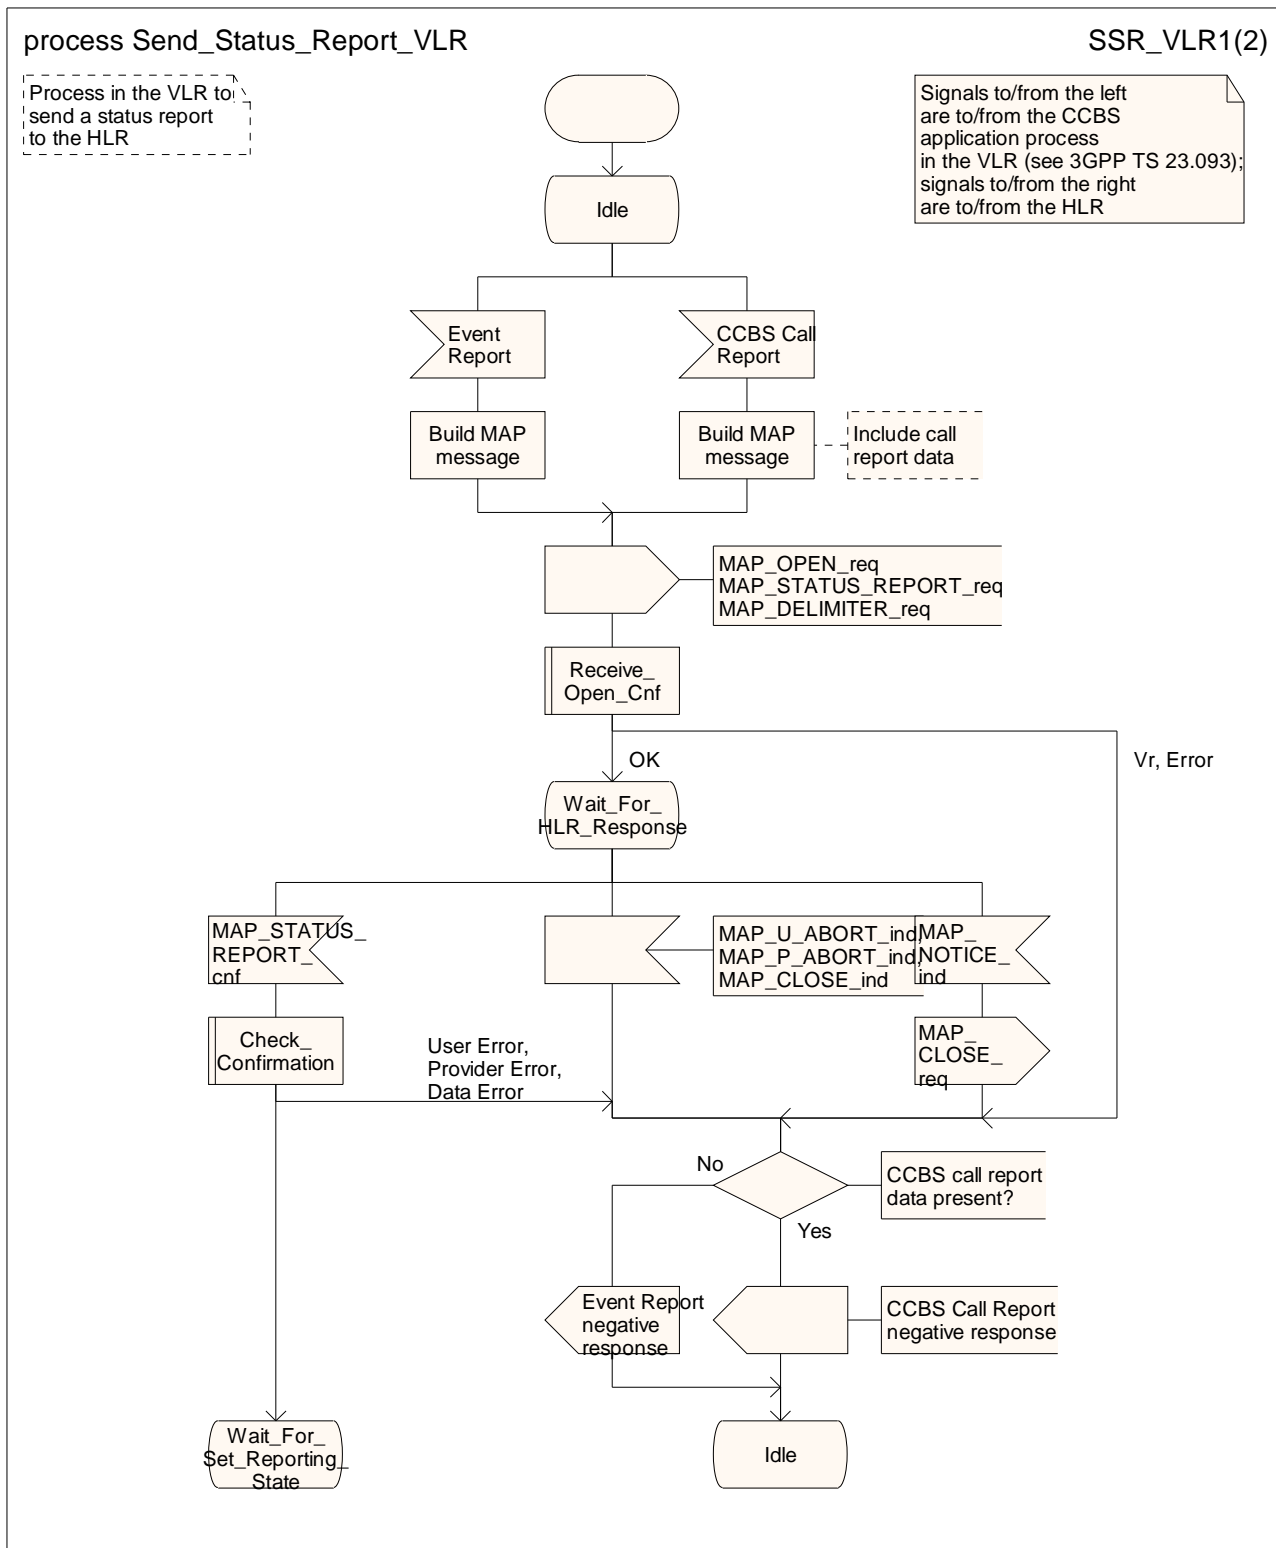 process Send_Status_Report_VLR
SSR_VLR1(2)
Process in the VLR to
send a status report
to the HLR
Signals to/from the left
are to/from the CCBS
application process
in the VLR (see 3GPP TS 23.093);
signals to/from the right
are to/from the HLR
Idle
Event
Report
CCBS Call
Report
Build MAP
message
Build MAP
message
Include call
report data
MAP_OPEN_req
MAP_STATUS_REPORT_req
MAP_DELIMITER_req
Receive_
Open_Cnf
OK
Vr, Error
Wait_For_
HLR_Response
MAP_STATUS_
REPORT_
cnf
MAP_U_ABORT_ind,
MAP_P_ABORT_ind,
MAP_CLOSE_ind
MAP_
NOTICE_
ind
Check_
Confirmation
User Error,
Provider Error,
Data Error
MAP_
CLOSE_
req
No
CCBS call report
data present?
Yes
Event Report
negative
response
CCBS Call Report
negative response
Wait_For_
Set_Reporting_
State
Idle